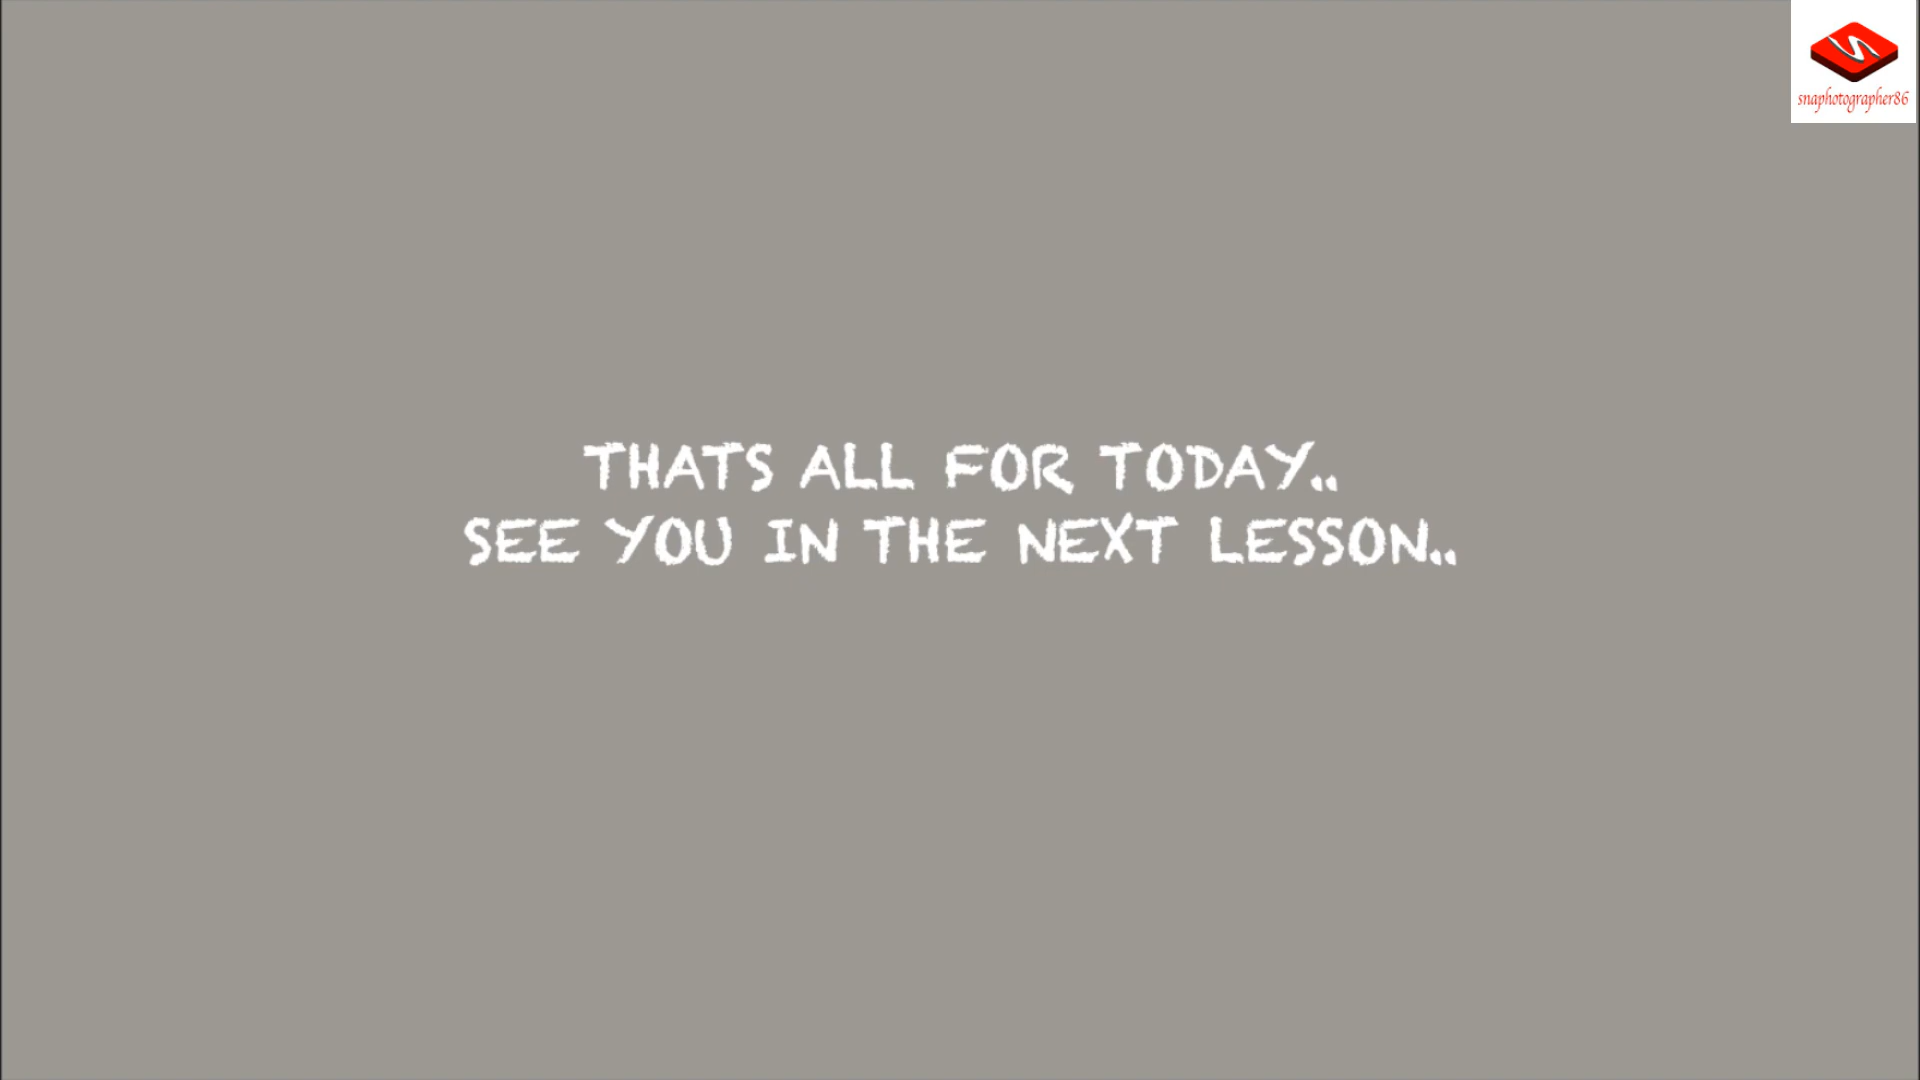 snaphotographer86
THATS ALL FOR TODAY..
SEE YOU IN THE NEXT LESSON..